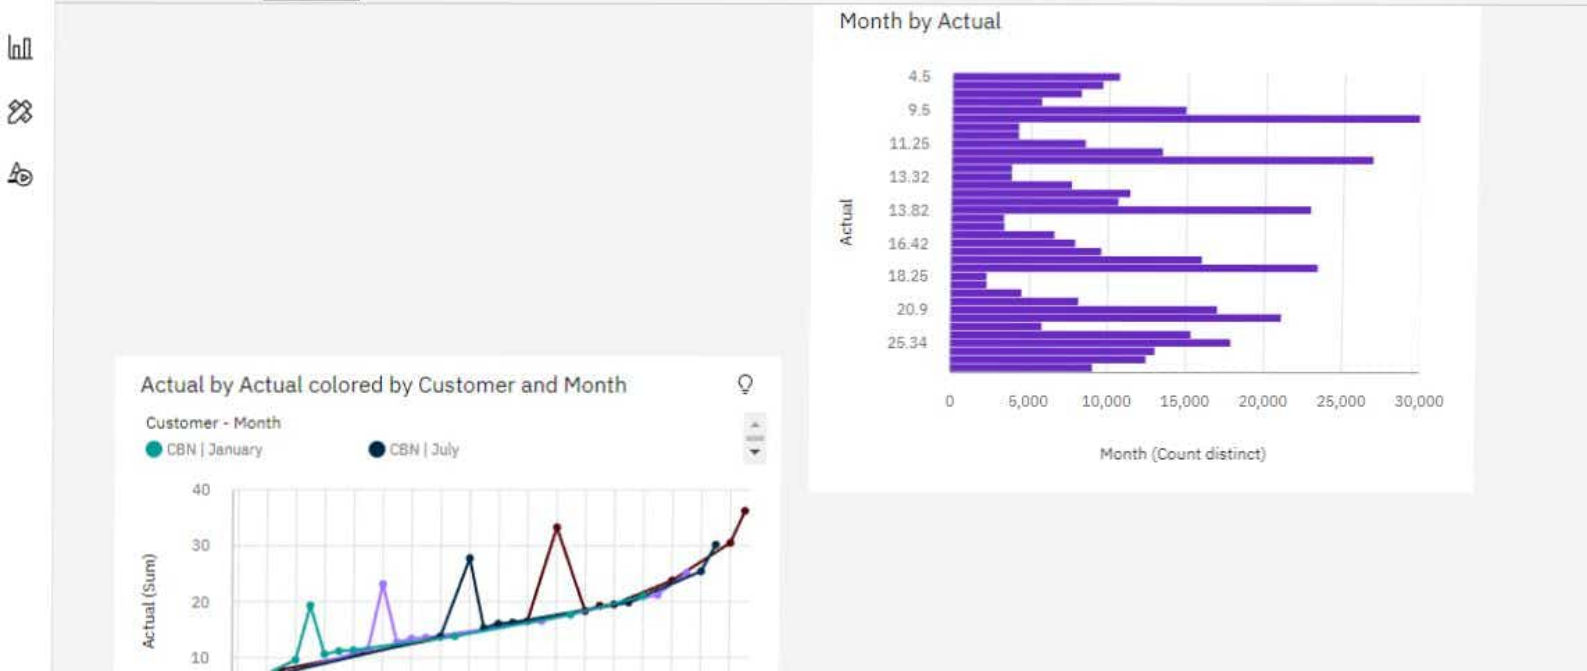 Month by Actual
4.5
9.5
11.25
13.32
13.82
16.42
18.25
20.9
25.34
Actual
0 5,000 10,000 15,000 20,000 25,000 30,000
Month (Count distinct)
Actual by Actual colored by Customer and Month
Customer - Month
CBN | January CBN | July
40
30
20
10
Actual (Sum)